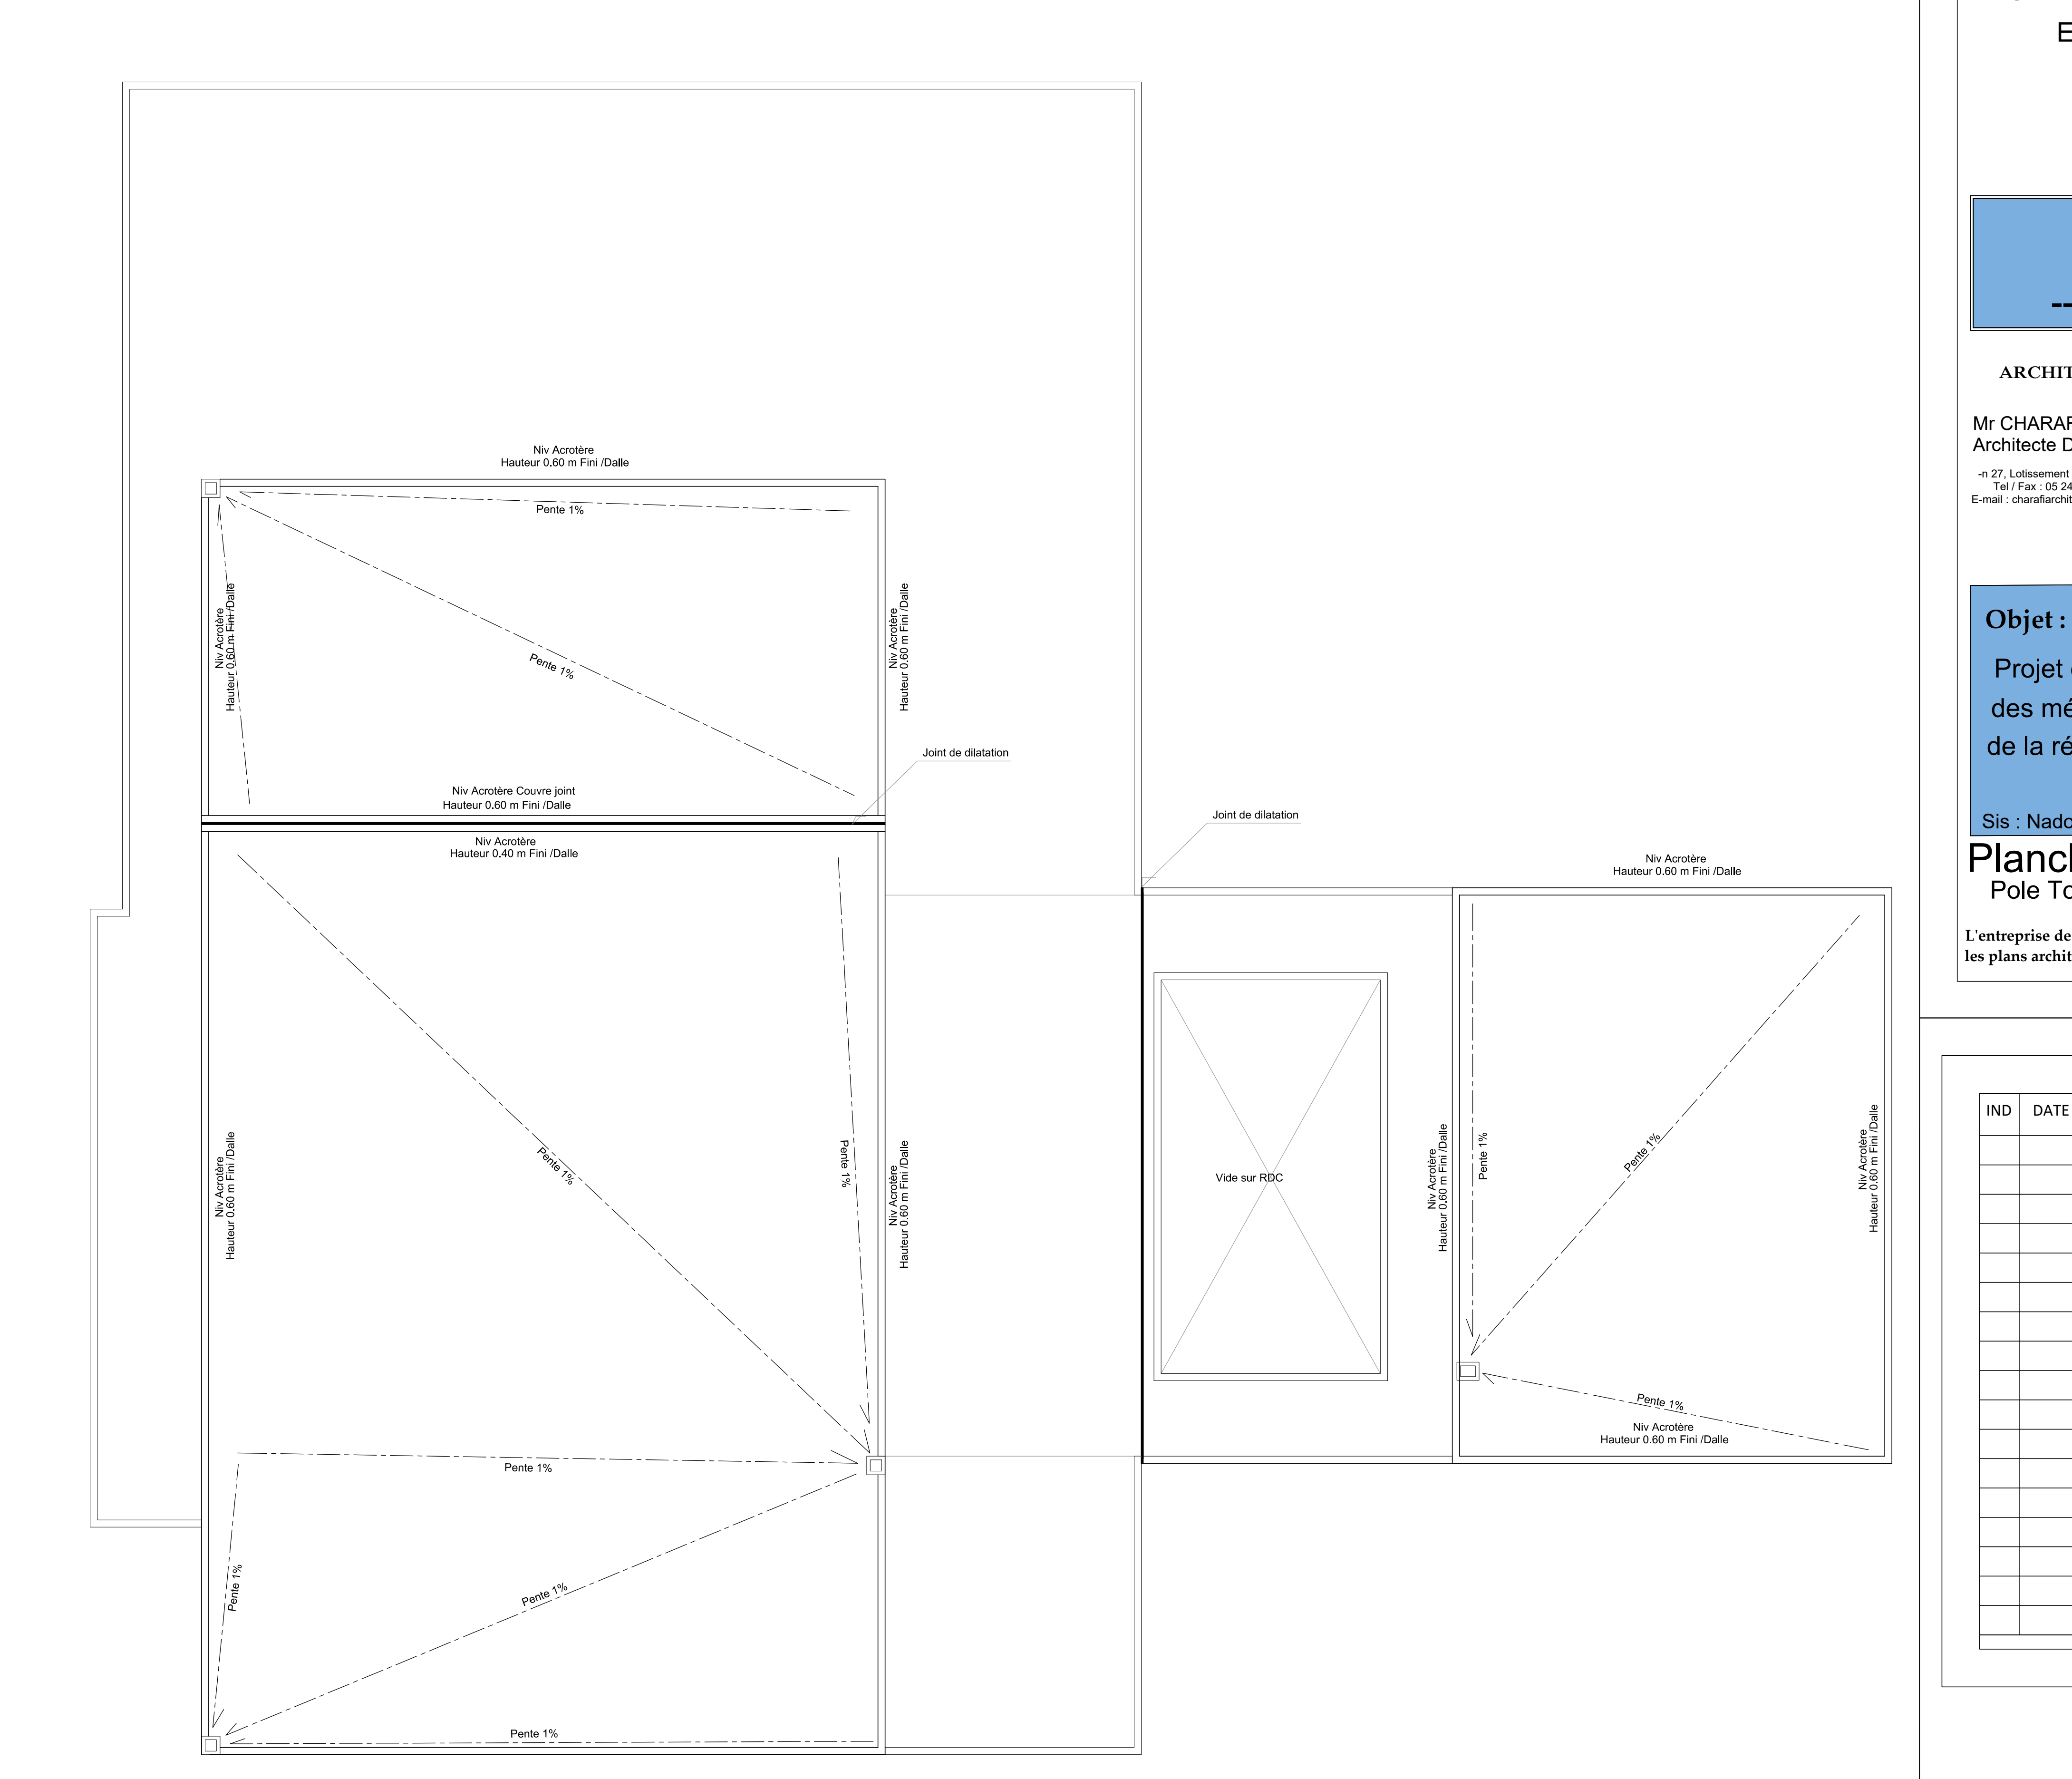 Niv Acrotère
Hauteur 0.60 m Fini /Dalle
Pente 1%
Niv Acrotère
Hauteur 0.60 m Fini /Dalle
Pente 1%
Niv Acrotère
Hauteur 0.60 m Fini /Dalle
Joint de dilatation
Niv Acrotère Couvre joint
Hauteur 0.60 m Fini /Dalle
Niv Acrotère
Hauteur 0.40 m Fini /Dalle
Joint de dilatation
Niv Acrotère
Hauteur 0.60 m Fini /Dalle
Niv Acrotère
Hauteur 0.60 m Fini /Dalle
Pente 1%
Pente 1%
Niv Acrotère
Hauteur 0.60 m Fini /Dalle
Vide sur RDC
Niv Acrotère
Hauteur 0.60 m Fini /Dalle
Pente 1%
Pente 1%
Niv Acrotère
Hauteur 0.60 m Fini /Dalle
Pente 1%
Niv Acrotère
Hauteur 0.60 m Fini /Dalle
Pente 1%
Pente 1%
Pente 1%
Pente 1%
E
--
ARCHIT
Mr CHARAF
Architecte D
-n 27, Lotissement
Tel / Fax : 05 24
E-mail : charafiarchit
Objet :
Projet
des mé
de la ré
Sis : Nado
Planch
Pole To
L'entreprise de
les plans archit
IND DATE